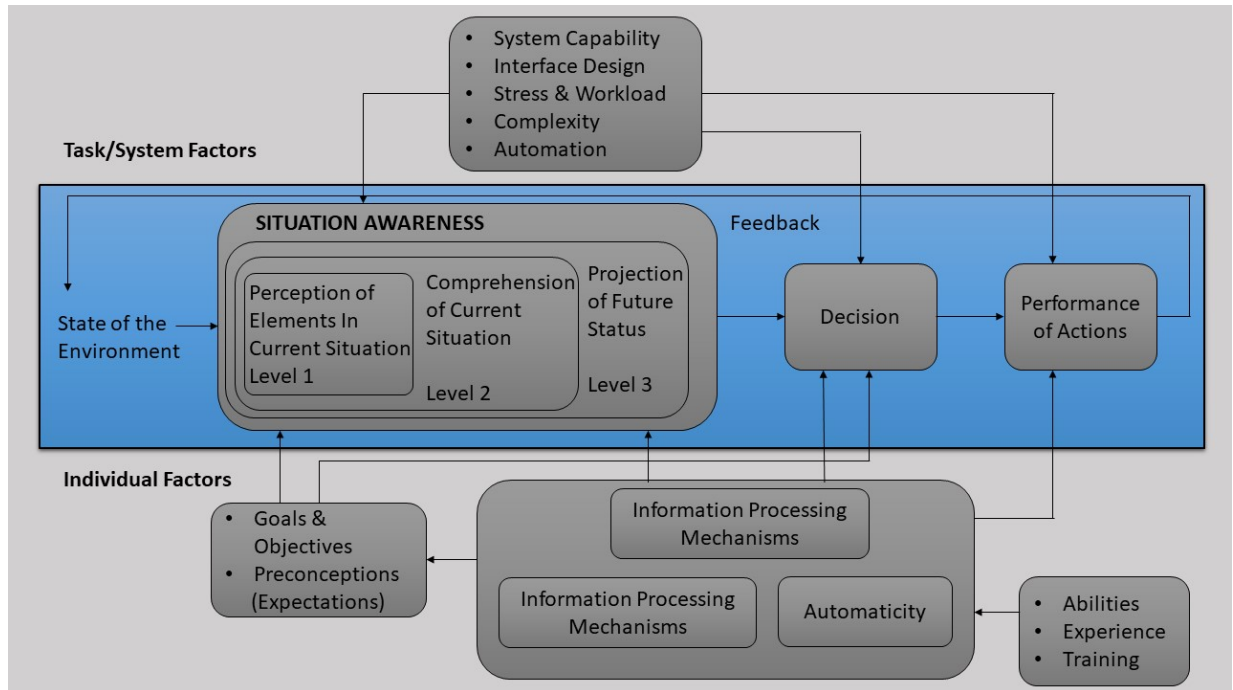 • System Capability
• Interface Design
• Stress & Workload
• Complexity
• Automation
Task/System Factors
SITUATION AWARENESS
Feedback
State of the
Environment
Perception of
Elements In
Current Situation
Level 1
Comprehension
of Current
Situation
Level 2
Projection
of Future
Status
Level 3
Decision
Performance
of Actions
Individual Factors
• Goals &
Objectives
• Preconceptions
(Expectations)
Information Processing
Mechanisms
Information Processing
Mechanisms
Automaticity
• Abilities
• Experience
• Training